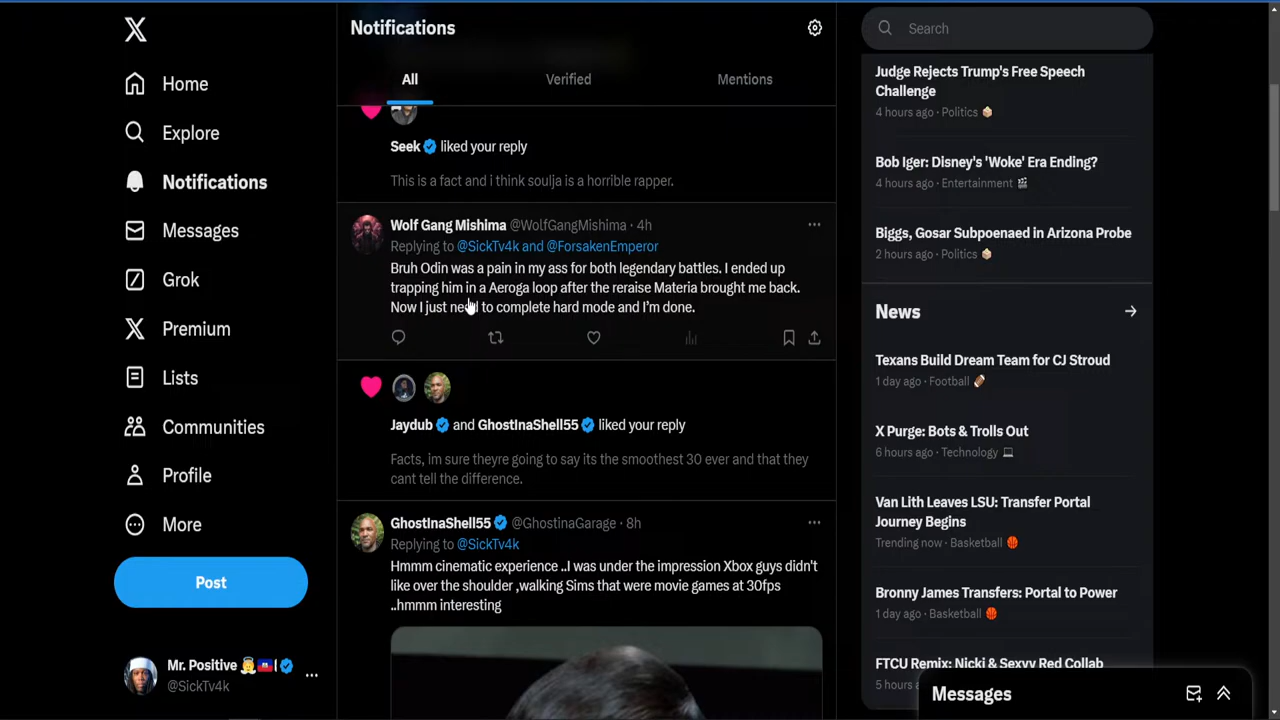 Home
Explore
Notifications
Messages
Grok
Premium
Lists
Communities
Profile
More
Post
Mr. Positive
@SickTv4k
Notifications
All
Verified
Mentions
Seek liked your reply
This is a fact and i think soulja is a horrible rapper.
Wolf Gang Mishima @WolfGangMishima · 4h
Replying to @SickTv4k and @ForsakenEmperor
Bruh Odin was a pain in my ass for both legendary battles. I ended up
trapping him in a Aeroga loop after the reraise Materia brought me back.
Now I just need to complete hard mode and I'm done.
Jaydub and GhostInaShell55 liked your reply
Facts, im sure theyre going to say its the smoothest 30 ever and that they
cant tell the difference.
GhostInaShell55 @GhostinaGarage · 8h
Replying to @SickTv4k
Hmmm cinematic experience ..I was under the impression Xbox guys didn't
like over the shoulder ,walking Sims that were movie games at 30fps
..hmmm interesting
Search
Judge Rejects Trump's Free Speech
Challenge
4 hours ago · Politics
Bob Iger: Disney's 'Woke' Era Ending?
4 hours ago · Entertainment
Biggs, Gosar Subpoenaed in Arizona Probe
2 hours ago · Politics
News
Texans Build Dream Team for CJ Stroud
1 day ago · Football
X Purge: Bots & Trolls Out
6 hours ago · Technology
Van Lith Leaves LSU: Transfer Portal
Journey Begins
Trending now · Basketball
Bronny James Transfers: Portal to Power
1 day ago · Basketball
FTCU Remix: Nicki & Sexyy Red Collab
5 hours
Messages